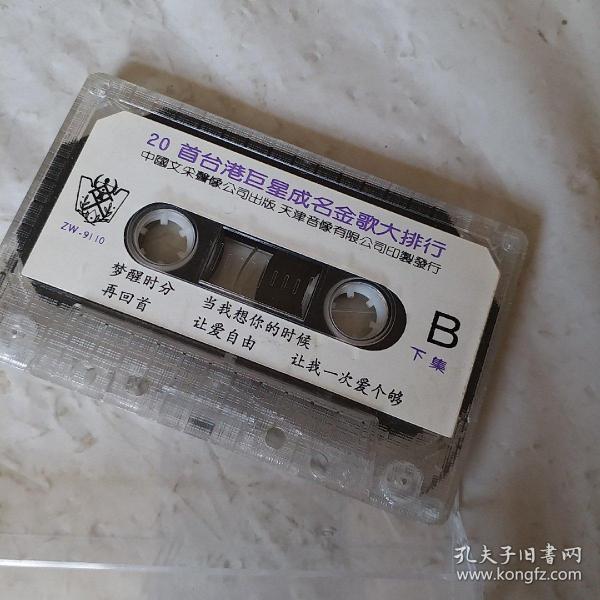 20 首台港巨星成名金歌大排行
中國文采聲像公司出版 天津音像有限公司印製發行
ZW-9110
B
下集
梦醒时分 当我想你的时候
再回首 让爱自由 让我一次爱个够
孔夫子旧书网
www.kongfz.com